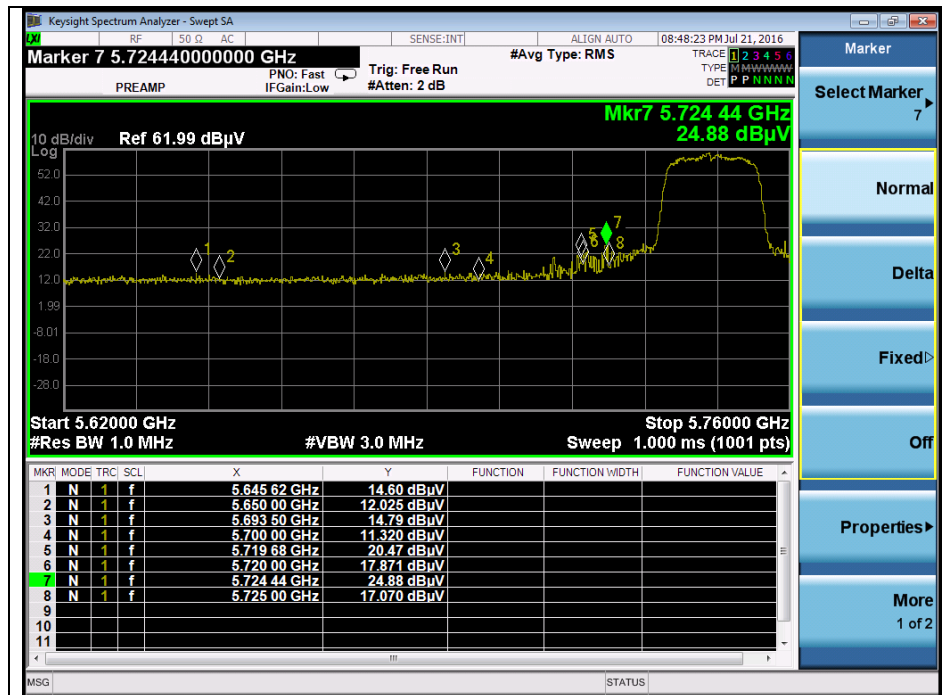 Keysight Spectrum Analyzer - Swept SA
LXI RF 50 Ω AC SENSE:INT ALIGN AUTO 08:48:23 PM Jul 21, 2016
Marker 7 5.724440000000 GHz
PREAMP
PNO: Fast
IFGain:Low
Trig: Free Run
#Atten: 2 dB
#Avg Type: RMS
TRACE 1 2 3 4 5 6
TYPE M M W W W W
DET P P N N N N
Mkr7 5.724 44 GHz
24.88 dBµV
10 dB/div Ref 61.99 dBµV
Log
52.0
42.0
32.0
22.0
12.0
1.99
-8.01
-18.0
-28.0
1
2
3
4
5
6
7
8
Start 5.62000 GHz Stop 5.76000 GHz
#Res BW 1.0 MHz #VBW 3.0 MHz Sweep 1.000 ms (1001 pts)
MKR MODE TRC SCL X Y FUNCTION FUNCTION WIDTH FUNCTION VALUE
1 N 1 f 5.645 62 GHz 14.60 dBµV
2 N 1 f 5.650 00 GHz 12.025 dBµV
3 N 1 f 5.693 50 GHz 14.79 dBµV
4 N 1 f 5.700 00 GHz 11.320 dBµV
5 N 1 f 5.719 68 GHz 20.47 dBµV
6 N 1 f 5.720 00 GHz 17.871 dBµV
7 N 1 f 5.724 44 GHz 24.88 dBµV
8 N 1 f 5.725 00 GHz 17.070 dBµV
9
10
11
MSG STATUS
Marker
Select Marker
7
Normal
Delta
Fixed
Off
Properties
More
1 of 2